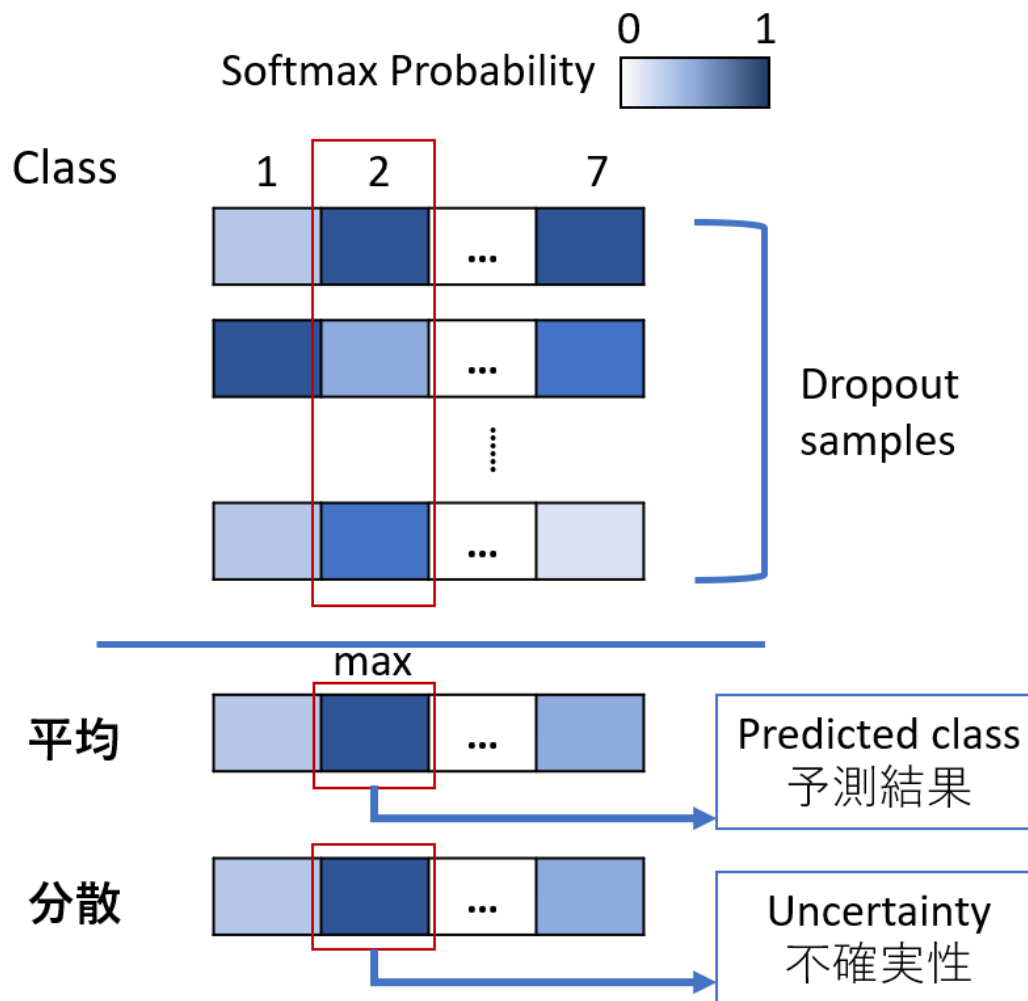 0 1
Softmax Probability
Class 1 2 7
...
...
Dropout
samples
...
max
平均
...
Predicted class
予測結果
分散
...
Uncertainty
不確実性